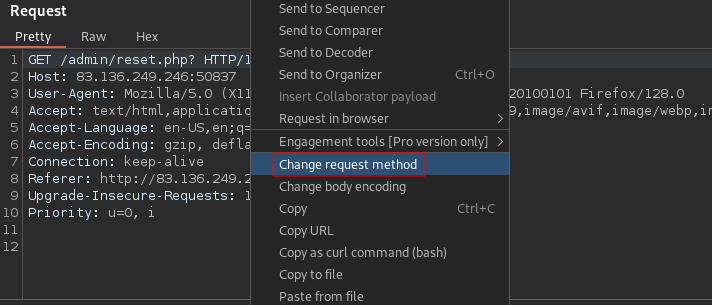 Request
Pretty Raw Hex
1 GET /admin/reset.php? HTTP/1
2 Host: 83.136.249.246:50837
3 User-Agent: Mozilla/5.0 (X11 20100101 Firefox/128.0
4 Accept: text/html,application 9,image/avif,image/webp,
5 Accept-Language: en-US,en;q=
6 Accept-Encoding: gzip, defla
7 Connection: keep-alive
8 Referer: http://83.136.249.2
9 Upgrade-Insecure-Requests: 1
10 Priority: u=0, i
11
12
Send to Sequencer
Send to Comparer
Send to Decoder
Send to Organizer Ctrl+O
Insert Collaborator payload
Request in browser >
Engagement tools [Pro version only] >
Change request method
Change body encoding
Copy Ctrl+C
Copy URL
Copy as curl command (bash)
Copy to file
Paste from file